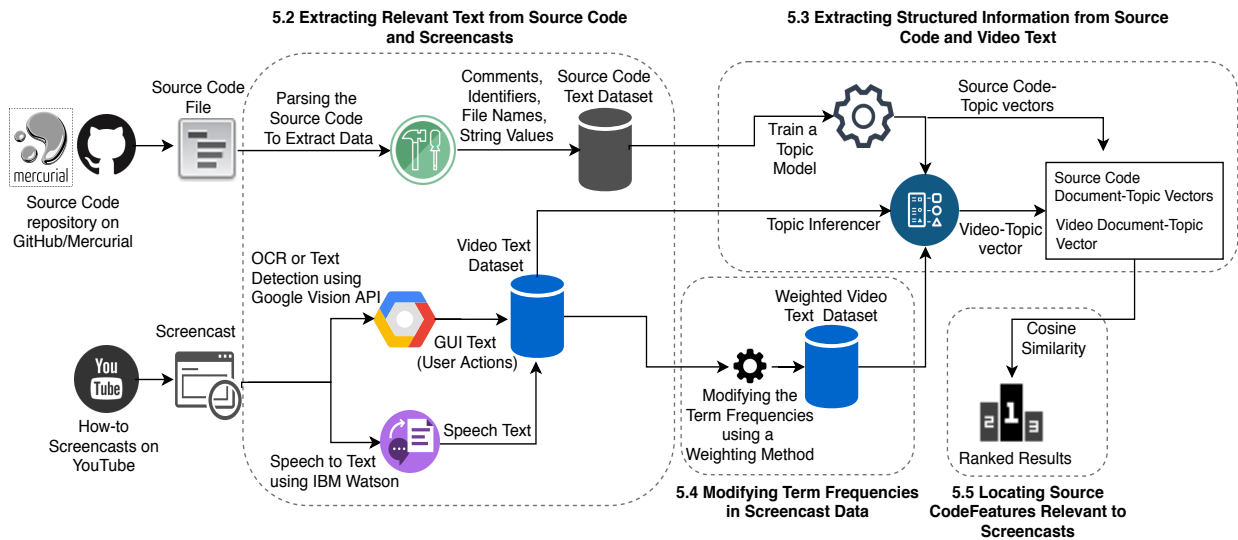 5.2 Extracting Relevant Text from Source Code
and Screencasts
5.3 Extracting Structured Information from Source
Code and Video Text
mercurial
Source Code
repository on
GitHub/Mercurial
Source Code
File
Parsing the
Source Code
To Extract Data
Comments,
Identifiers,
File Names,
String Values
Source Code
Text Dataset
Train a
Topic
Model
Source Code-
Topic vectors
Source Code
Document-Topic Vectors
Video Document-Topic
Vector
Topic Inferencer
Video-Topic
vector
You
Tube
How-to
Screencasts on
YouTube
Screencast
OCR or Text
Detection using
Google Vision API
GUI Text
(User Actions)
Video Text
Dataset
Speech to Text
using IBM Watson
Speech Text
Weighted Video
Text Dataset
Modifying the
Term Frequencies
using a
Weighting Method
5.4 Modifying Term Frequencies
in Screencast Data
Cosine
Similarity
2 1 3
Ranked Results
5.5 Locating Source
CodeFeatures Relevant to
Screencasts